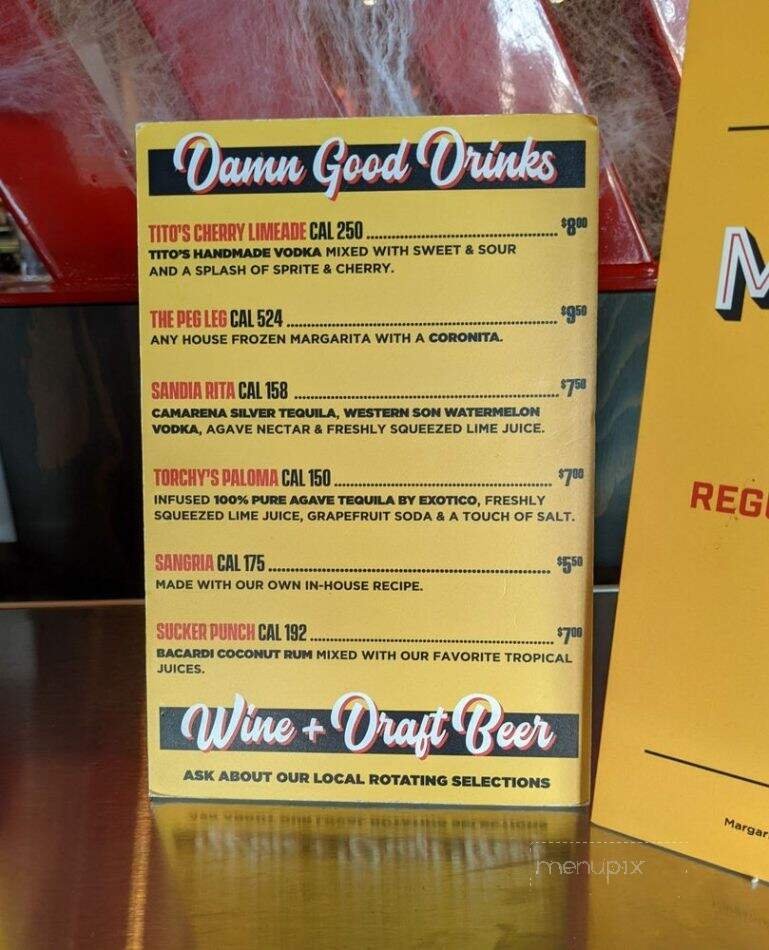 Damn Good Drinks
TITO'S CHERRY LIMEADE CAL 250 $8.00
TITO'S HANDMADE VODKA MIXED WITH SWEET & SOUR
AND A SPLASH OF SPRITE & CHERRY.
THE PEG LEG CAL 524 $9.50
ANY HOUSE FROZEN MARGARITA WITH A CORONITA.
SANDIA RITA CAL 158 $7.50
CAMARENA SILVER TEQUILA, WESTERN SON WATERMELON
VODKA, AGAVE NECTAR & FRESHLY SQUEEZED LIME JUICE.
TORCHY'S PALOMA CAL 150 $7.00
INFUSED 100% PURE AGAVE TEQUILA BY EXOTICO, FRESHLY
SQUEEZED LIME JUICE, GRAPEFRUIT SODA & A TOUCH OF SALT.
SANGRIA CAL 175 $5.50
MADE WITH OUR OWN IN-HOUSE RECIPE.
SUCKER PUNCH CAL 192 $7.00
BACARDI COCONUT RUM MIXED WITH OUR FAVORITE TROPICAL
JUICES.
Wine + Draft Beer
ASK ABOUT OUR LOCAL ROTATING SELECTIONS
M
REG
Margar
menupix